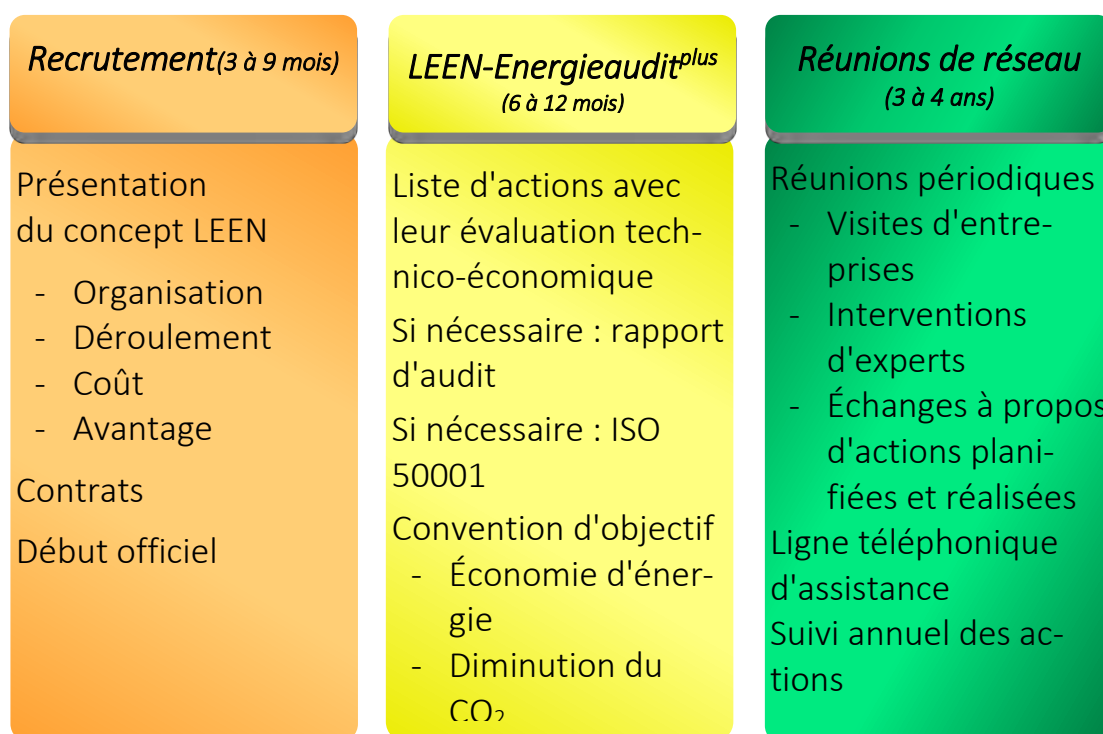 Recrutement(3 à 9 mois)
Présentation
du concept LEEN
- Organisation
- Déroulement
- Coût
- Avantage
Contrats
Début officiel
LEEN-Energieauditplus
(6 à 12 mois)
Liste d'actions avec
leur évaluation tech-
nico-économique
Si nécessaire : rapport
d'audit
Si nécessaire : ISO
50001
Convention d'objectif
- Économie d'éner-
gie
- Diminution du
CO₂
Réunions de réseau
(3 à 4 ans)
Réunions périodiques
- Visites d'entre-
prises
- Interventions
d'experts
- Échanges à propos
d'actions plani-
fiées et réalisées
Ligne téléphonique
d'assistance
Suivi annuel des ac-
tions